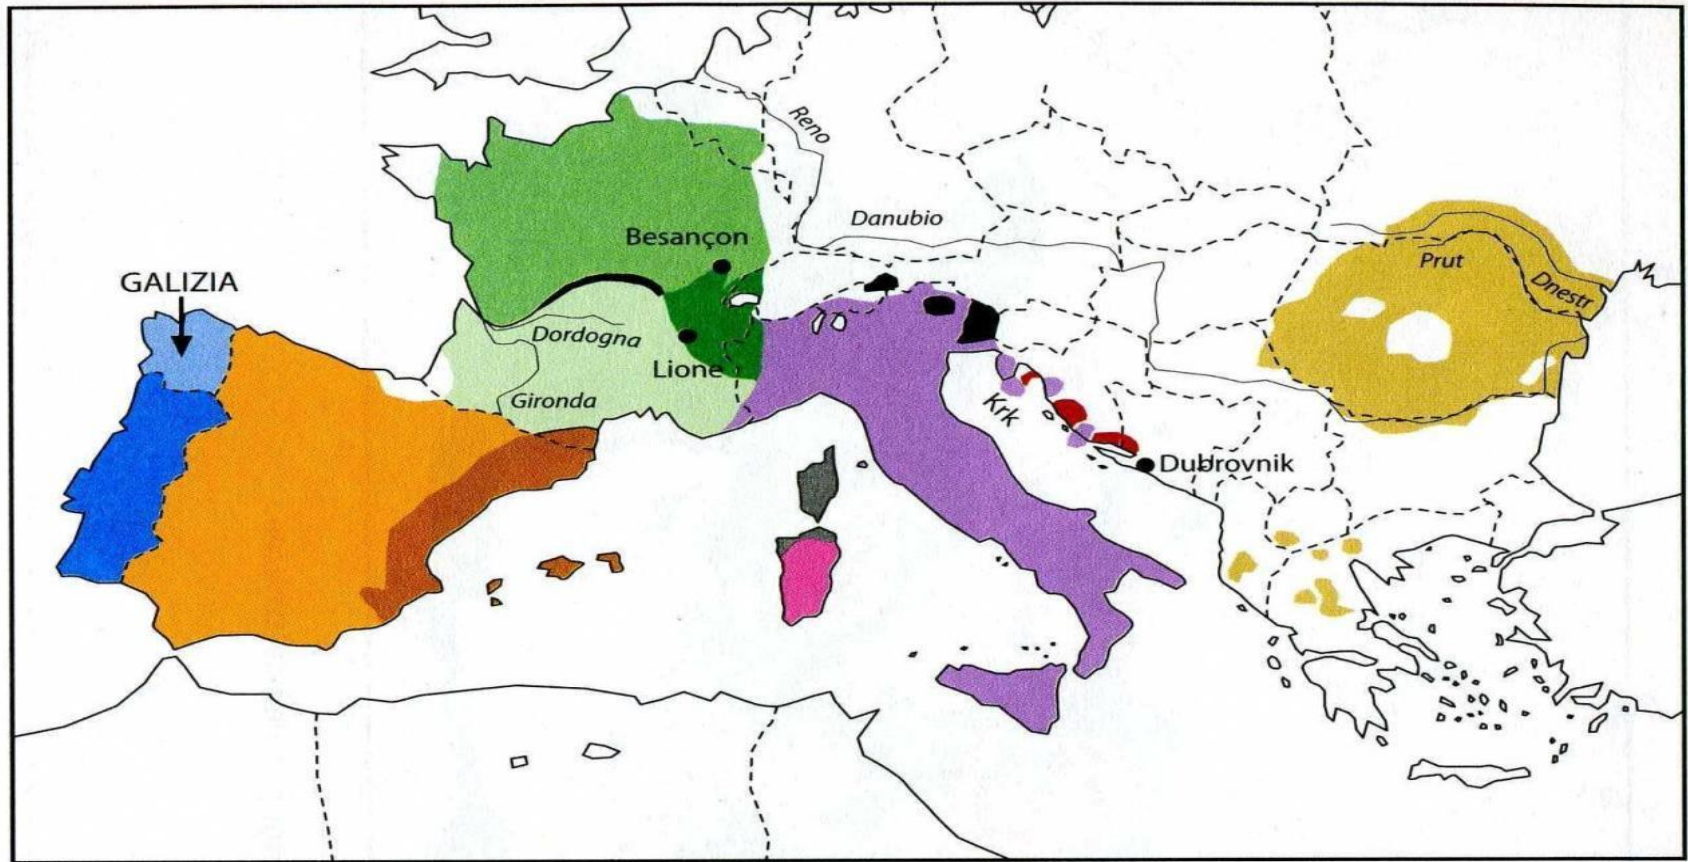 Reno
Danubio
Besançon
GALIZIA
Prut
Dnestr
Dordogna
Lione
Gironda
Krk
Dubrovnik